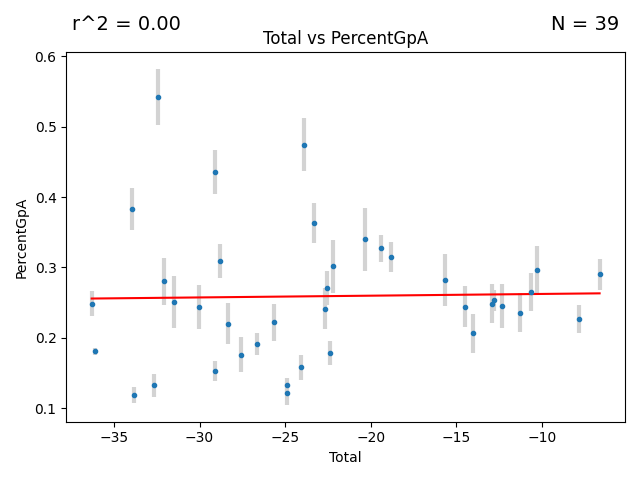 r^2 = 0.00
N = 39
Total vs PercentGpA
0.6
0.5
0.4
0.3
0.2
0.1
PercentGpA
−35
−30
−25
−20
−15
−10
Total